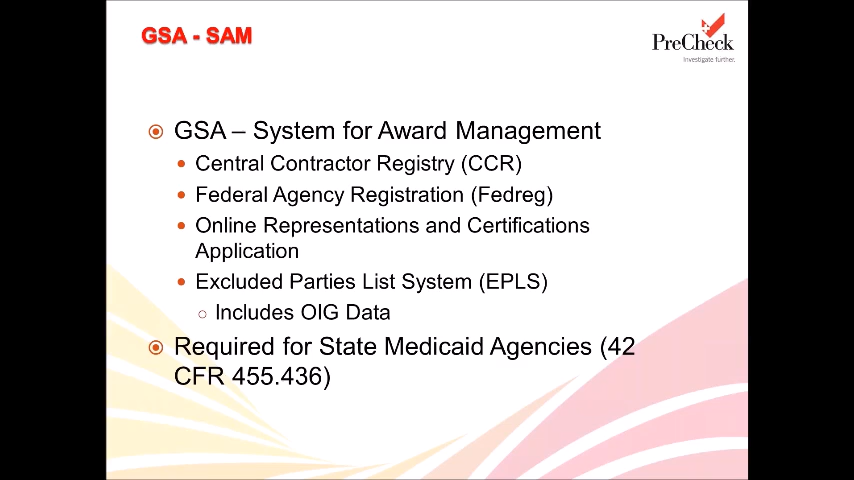 GSA - SAM
PreCheck
Investigate further.
GSA – System for Award Management
Central Contractor Registry (CCR)
Federal Agency Registration (Fedreg)
Online Representations and Certifications
Application
Excluded Parties List System (EPLS)
Includes OIG Data
Required for State Medicaid Agencies (42
CFR 455.436)